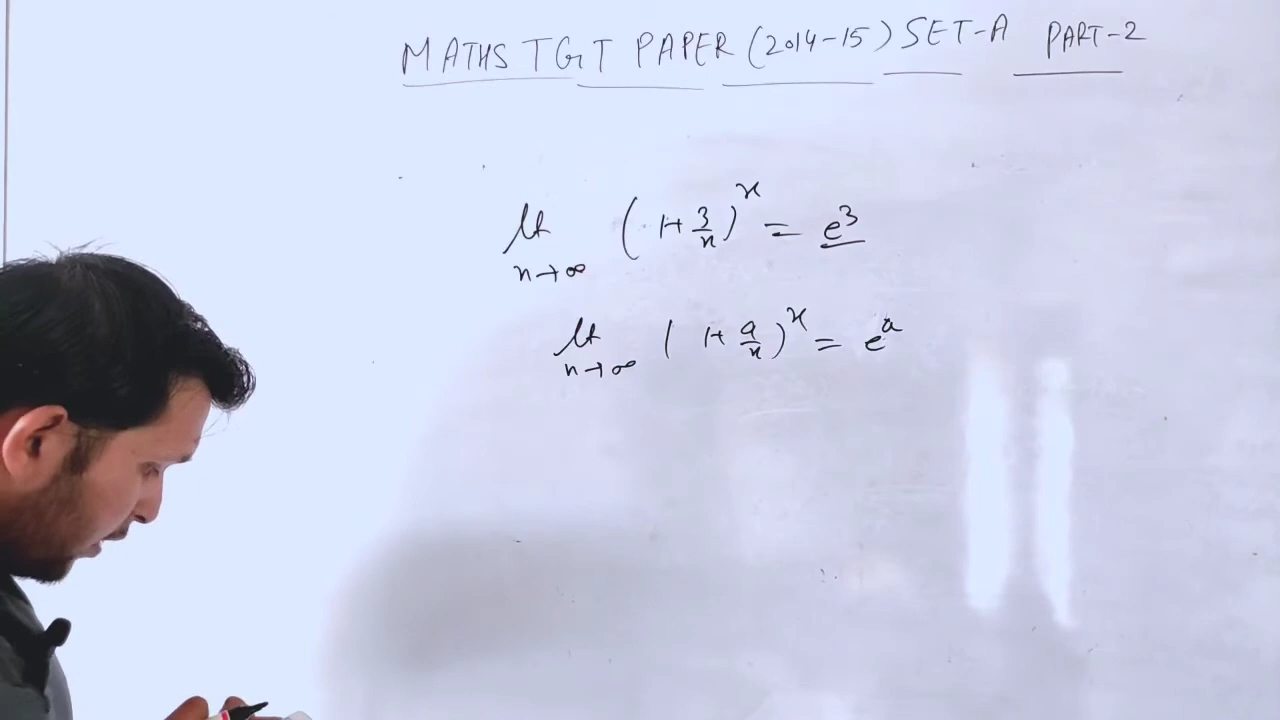 MATHS TGT PAPER (2014-15) SET-A PART-2
lt (1+3/n)^x = e^3
n→∞
lt (1+a/x)^x = e^a
n→∞